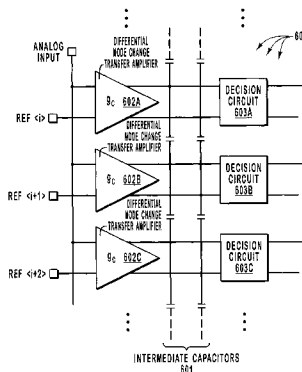 ANALOG
INPUT
DIFFERENTIAL
MODE CHANGE
TRANSFER AMPLIFIER
gc 602A
REF <i>
DECISION
CIRCUIT
603A
DIFFERENTIAL
MODE CHANGE
TRANSFER AMPLIFIER
gc 602B
REF <i+1>
DECISION
CIRCUIT
603B
DIFFERENTIAL
MODE CHANGE
TRANSFER AMPLIFIER
gc 602C
REF <i+2>
DECISION
CIRCUIT
603C
INTERMEDIATE CAPACITORS
601